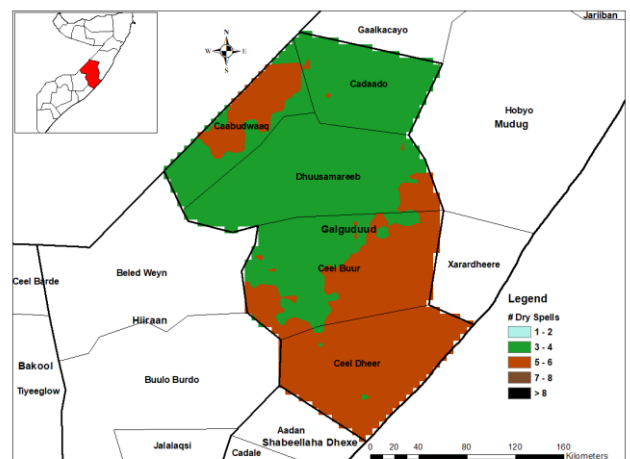 Jariiban
Gaalkacayo
N
W E
S
Cadaado
Hobyo
Mudug
Caabudwaaq
Dhuusamareeb
Galguduud
Ceel Buur
Xarardheere
Ceel Barde
Beled Weyn
Hiiraan
Bakool
Tiyeeglow
Buulo Burdo
Ceel Dheer
Legend
# Dry Spells
1 - 2
3 - 4
5 - 6
7 - 8
> 8
Aadan
Shabeellaha Dhexe
Jalalaqsi
Cadale
0 10 20 40 80 120 160
Kilometers